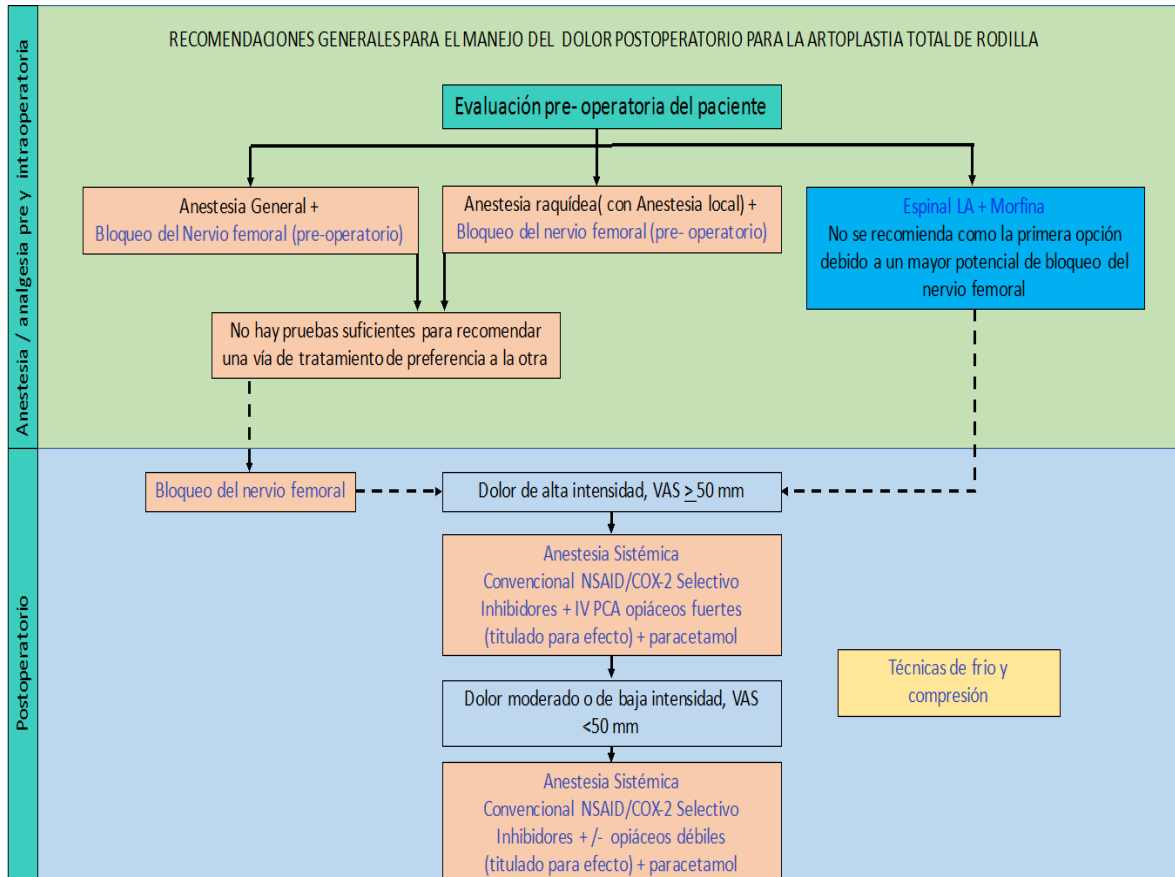 RECOMENDACIONES GENERALES PARA EL MANEJO DEL DOLOR POSTOPERATORIO PARA LA ARTOPLASTIA TOTAL DE RODILLA
Anestesia / analgesia pre y intraoperatoria
Evaluación pre- operatoria del paciente
Anestesia General +
Bloqueo del Nervio femoral (pre-operatorio)
Anestesia raquídea( con Anestesia local) +
Bloqueo del nervio femoral (pre- operatorio)
Espinal LA + Morfina
No se recomienda como la primera opción
debido a un mayor potencial de bloqueo del
nervio femoral
No hay pruebas suficientes para recomendar
una vía de tratamiento de preferencia a la otra
Postoperatorio
Bloqueo del nervio femoral
Dolor de alta intensidad, VAS ≥ 50 mm
Anestesia Sistémica
Convencional NSAID/COX-2 Selectivo
Inhibidores + IV PCA opiáceos fuertes
(titulado para efecto) + paracetamol
Técnicas de frio y
compresión
Dolor moderado o de baja intensidad, VAS
<50 mm
Anestesia Sistémica
Convencional NSAID/COX-2 Selectivo
Inhibidores + /- opiáceos débiles
(titulado para efecto) + paracetamol